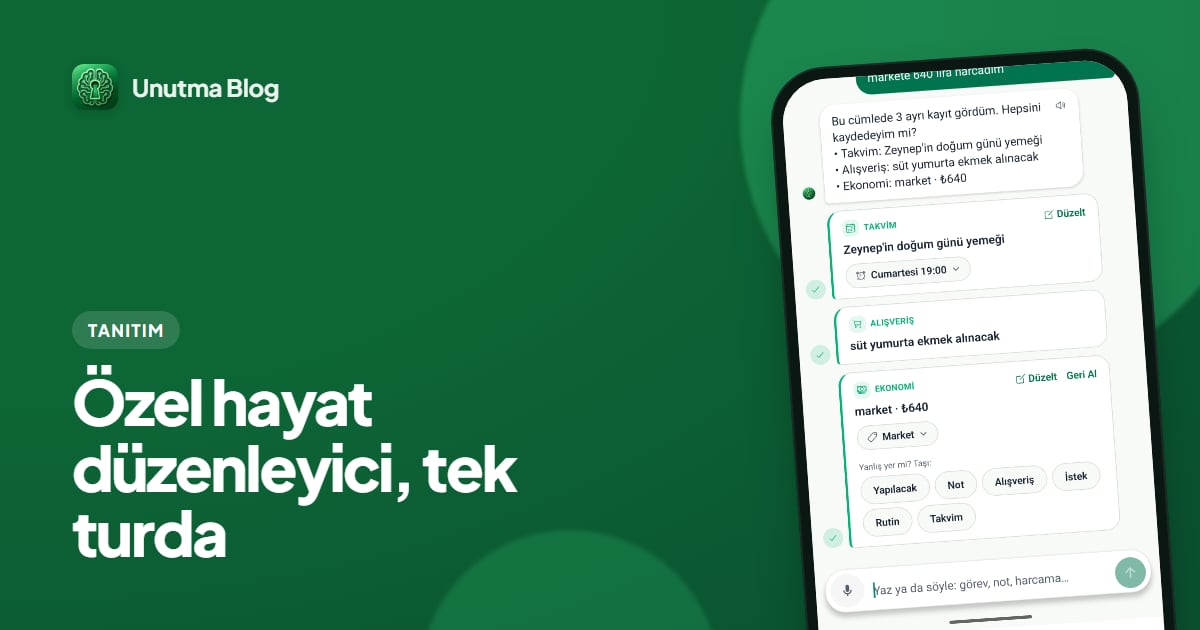 Unutma Blog
TANITIM
Özel hayat
düzenleyici, tek
turda
markete 640 lira harcadım
Bu cümlede 3 ayrı kayıt gördüm. Hepsini
kaydedeyim mi?
• Takvim: Zeynep'in doğum günü yemeği
• Alışveriş: süt yumurta ekmek alınacak
• Ekonomi: market · ₺640
TAKVİM
Düzelt
Zeynep'in doğum günü yemeği
Cumartesi 19:00
ALIŞVERİŞ
süt yumurta ekmek alınacak
EKONOMİ
Düzelt Geri Al
market · ₺640
Market
Yanlış yer mi? Taşı:
Yapılacak Not Alışveriş İstek
Rutin Takvim
Yaz ya da söyle: görev, not, harcama...